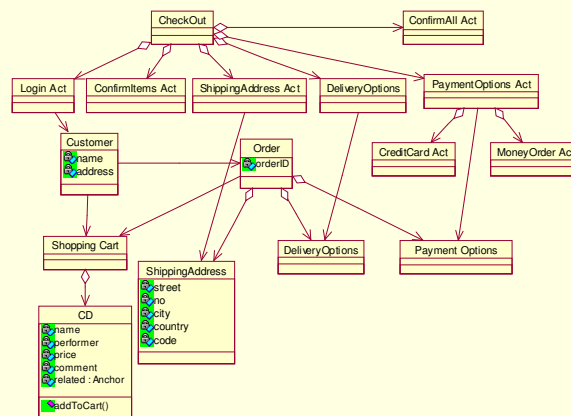 CheckOut
ConfirmAll Act
Login Act
ConfirmItems Act
ShippingAddress Act
DeliveryOptions
PaymentOptions Act
Customer
name
address
Order
orderID
CreditCard Act
MoneyOrder Act
Shopping Cart
DeliveryOptions
Payment Options
ShippingAddress
street
no
city
country
code
CD
name
performer
price
comment
related : Anchor
addToCart()